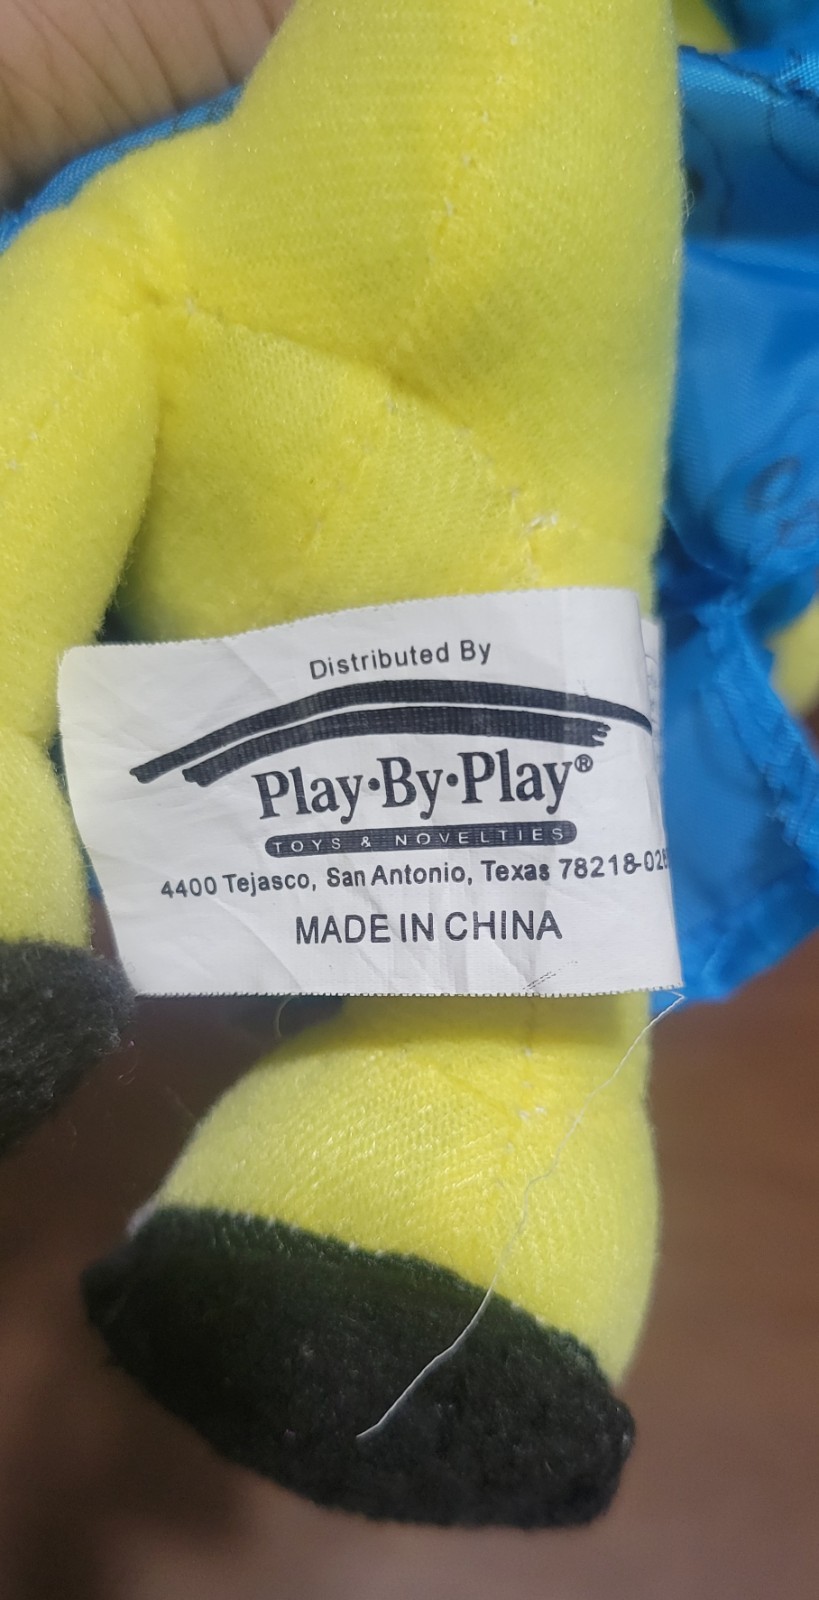 Distributed By
Play•By•Play®
TOYS & NOVELTIES
4400 Tejasco, San Antonio, Texas
MADE IN CHINA